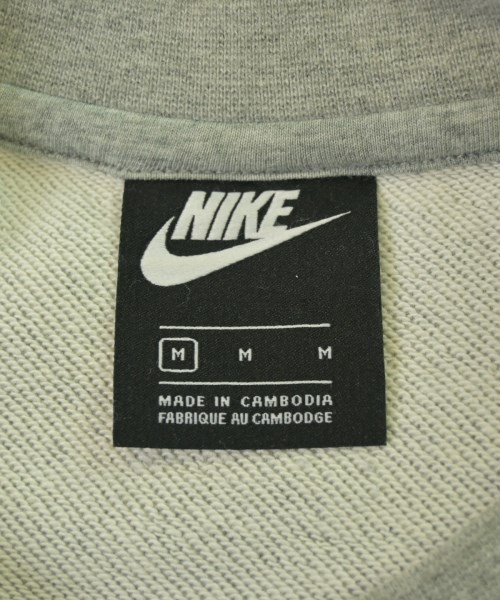 NIKE
M M M
MADE IN CAMBODIA
FABRIQUE AU CAMBODGE